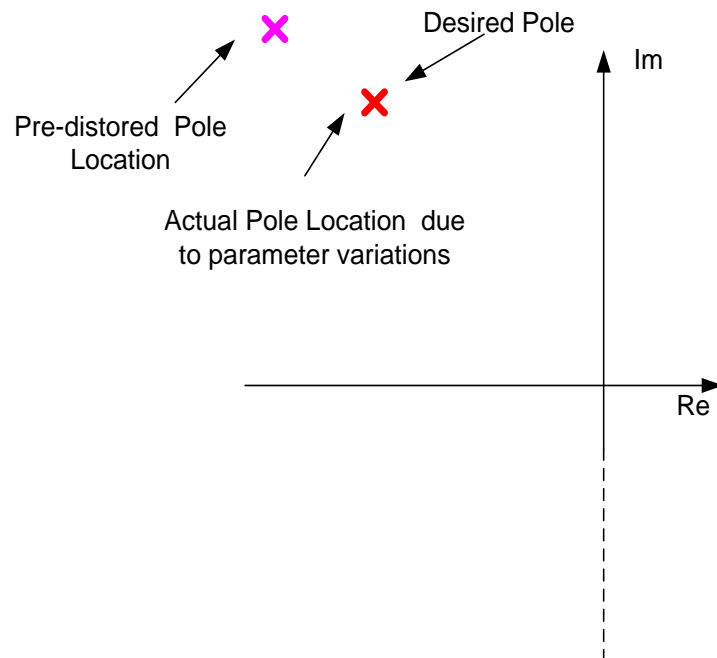 Desired Pole
Im
Pre-distored Pole
Location
Actual Pole Location due
to parameter variations
Re